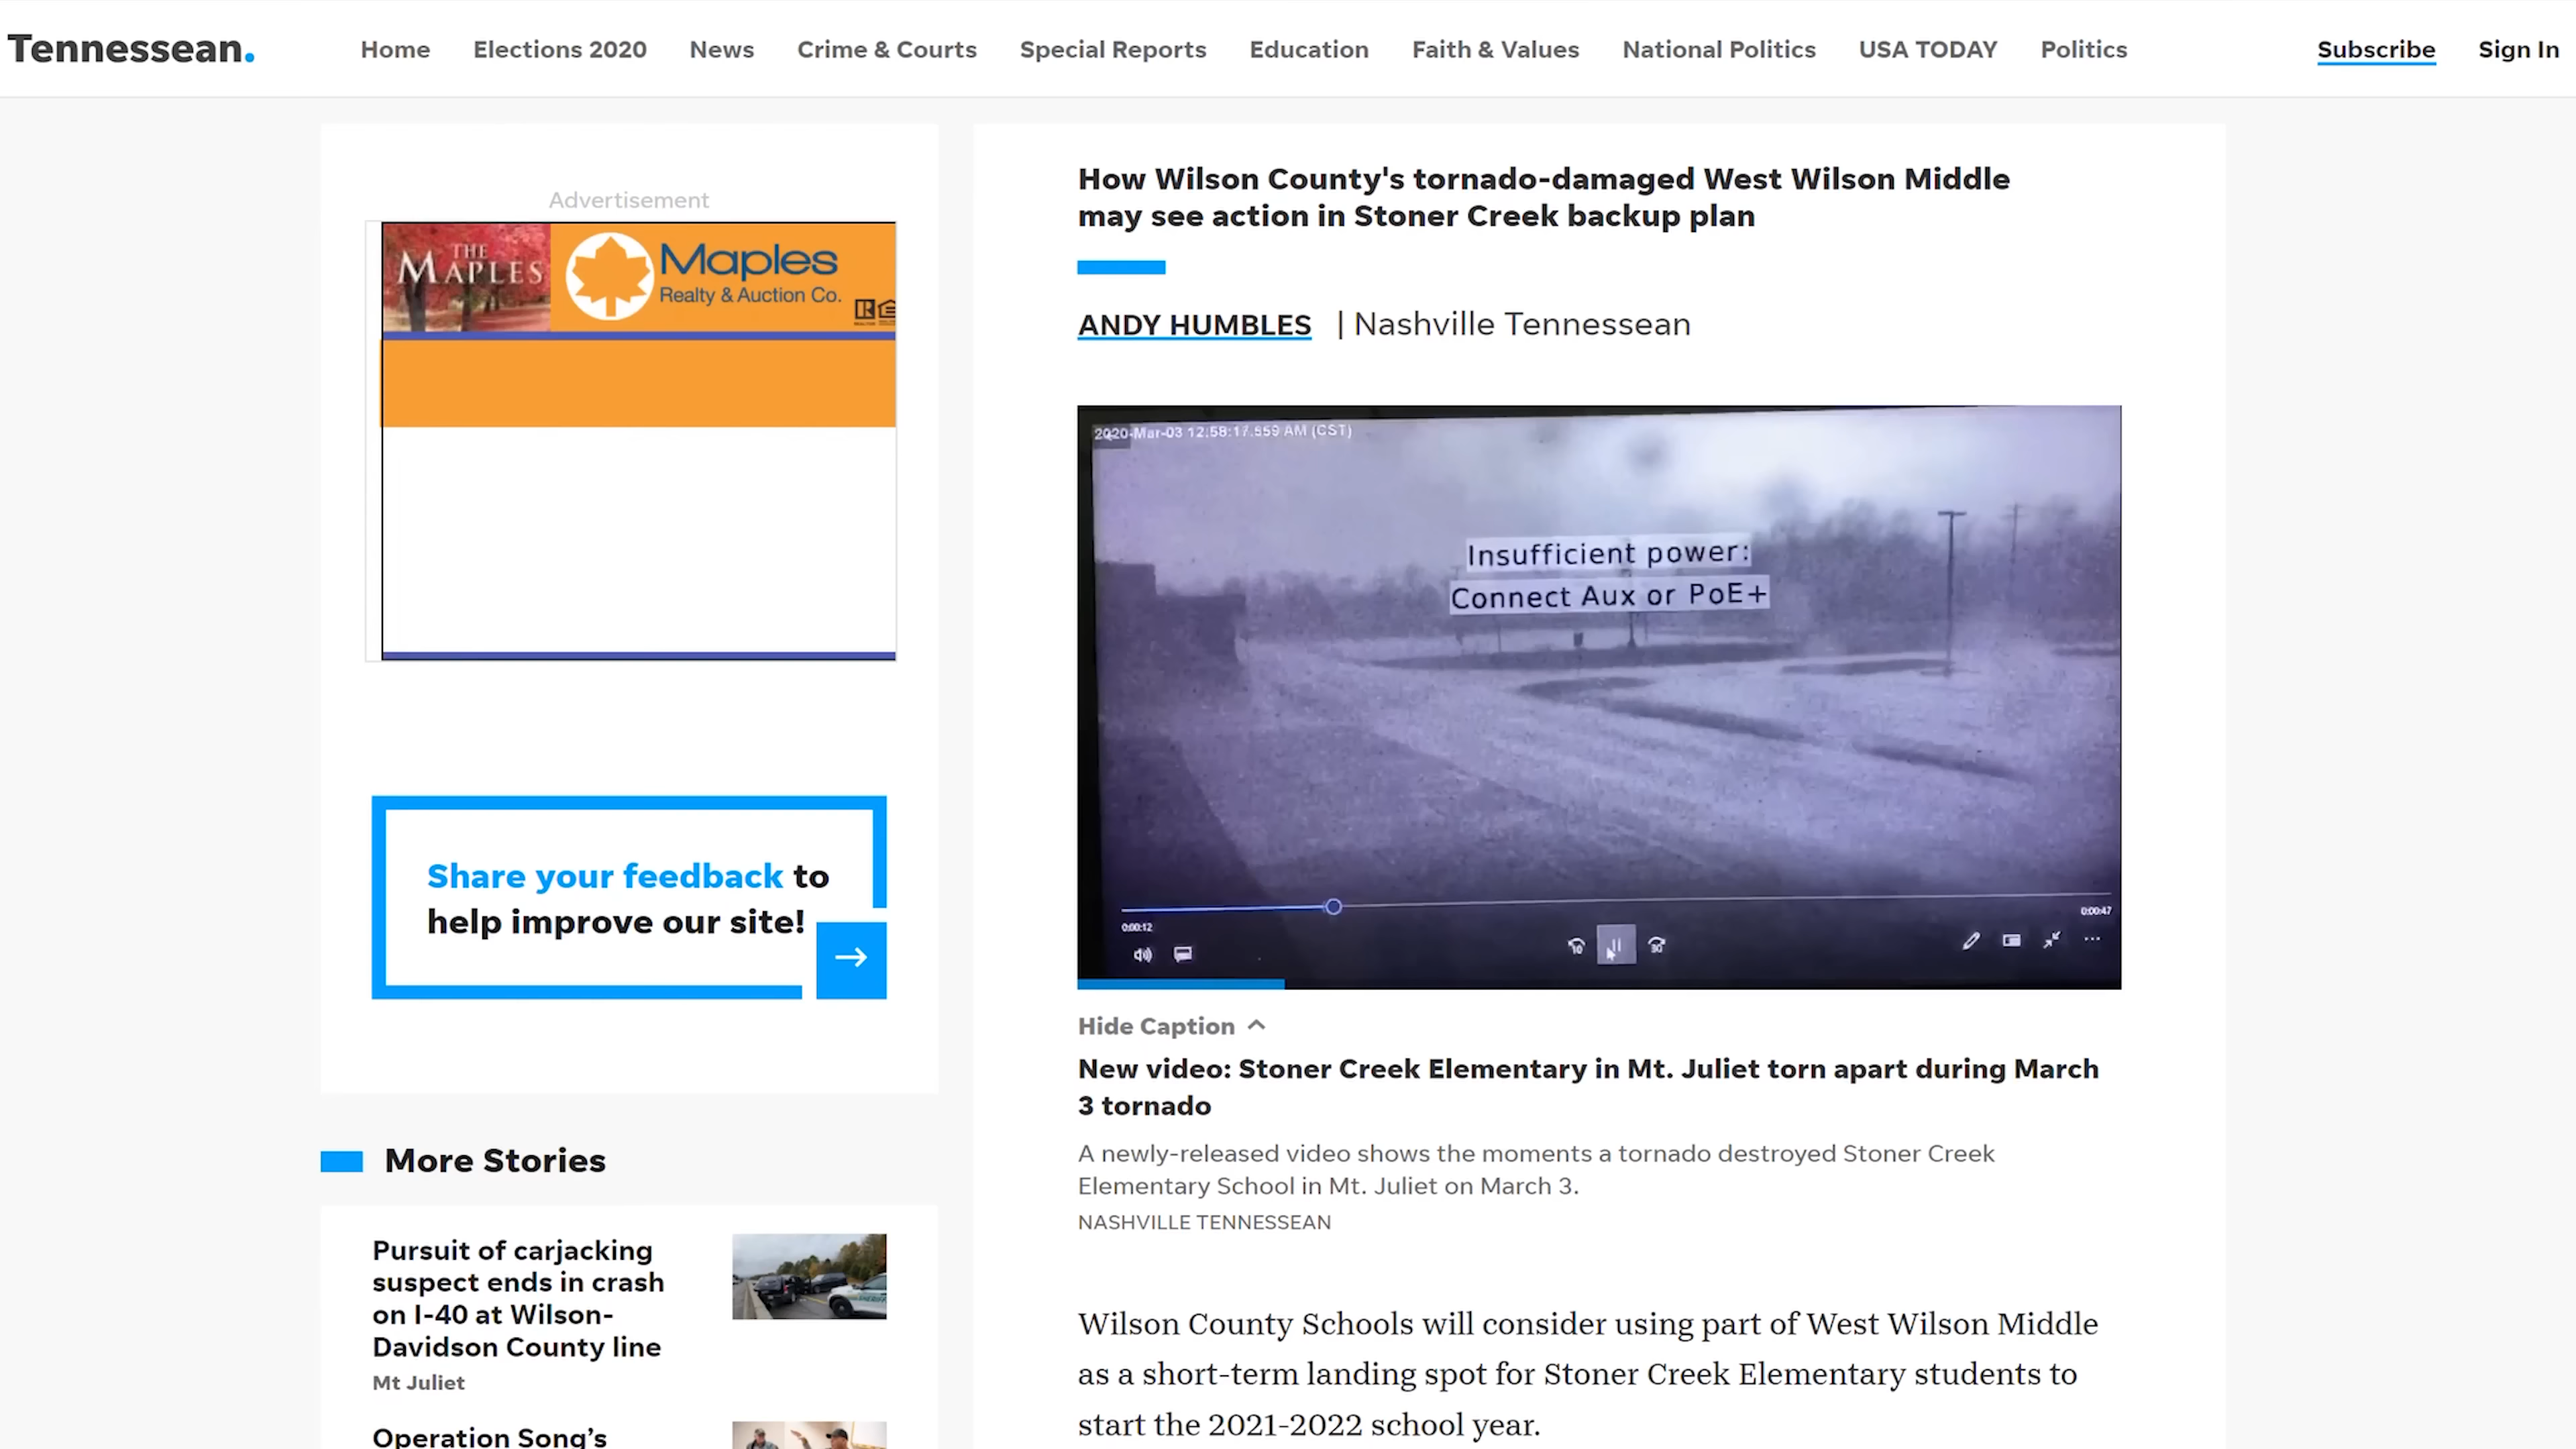 Tennessean.
Home Elections 2020 News Crime & Courts Special Reports Education Faith & Values National Politics USA TODAY Politics Subscribe Sign In
Advertisement
THE
MAPLES
Maples
Realty & Auction Co.
Share your feedback to
help improve our site!
More Stories
Pursuit of carjacking
suspect ends in crash
on I-40 at Wilson-
Davidson County line
Mt Juliet
Operation Song's
How Wilson County's tornado-damaged West Wilson Middle
may see action in Stoner Creek backup plan
ANDY HUMBLES | Nashville Tennessean
2020-Mar-03 12:58:17.559 AM (CST)
Insufficient power:
Connect Aux or PoE+
0:00:12
0:00:47
10
30
Hide Caption
New video: Stoner Creek Elementary in Mt. Juliet torn apart during March
3 tornado
A newly-released video shows the moments a tornado destroyed Stoner Creek
Elementary School in Mt. Juliet on March 3.
NASHVILLE TENNESSEAN
Wilson County Schools will consider using part of West Wilson Middle
as a short-term landing spot for Stoner Creek Elementary students to
start the 2021-2022 school year.